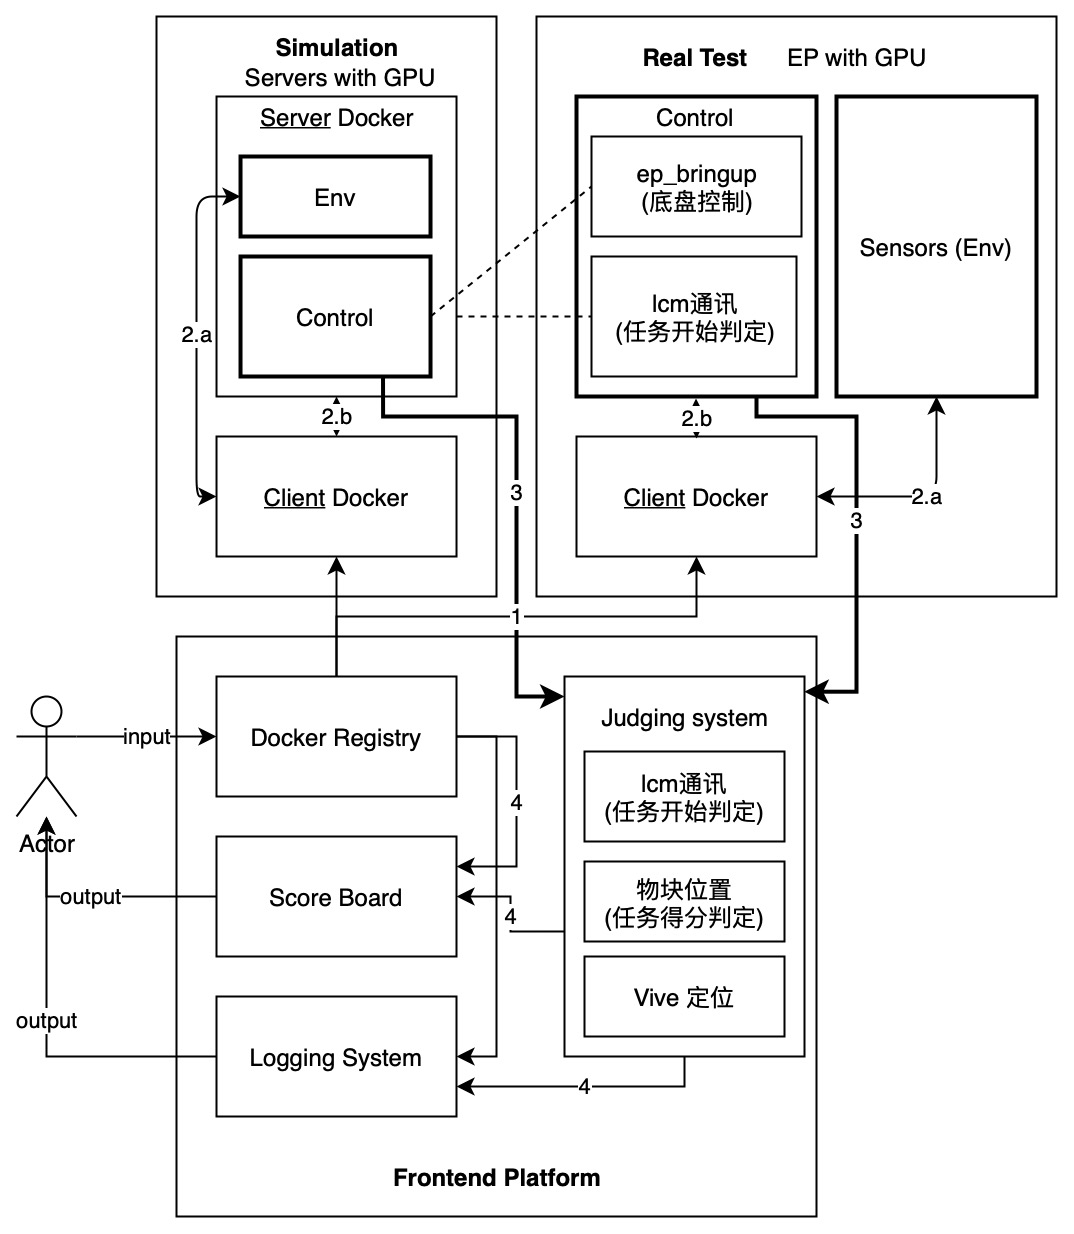 Simulation
Servers with GPU
Server Docker
Env
Control
2.a
2.b
Client Docker
3
Real Test EP with GPU
Control
ep_bringup
(底盘控制)
lcm通讯
(任务开始判定)
Sensors (Env)
2.b
Client Docker
2.a
3
1
input
Actor
output
output
Docker Registry
4
Score Board
4
Logging System
4
Judging system
lcm通讯
(任务开始判定)
物块位置
(任务得分判定)
Vive 定位
Frontend Platform